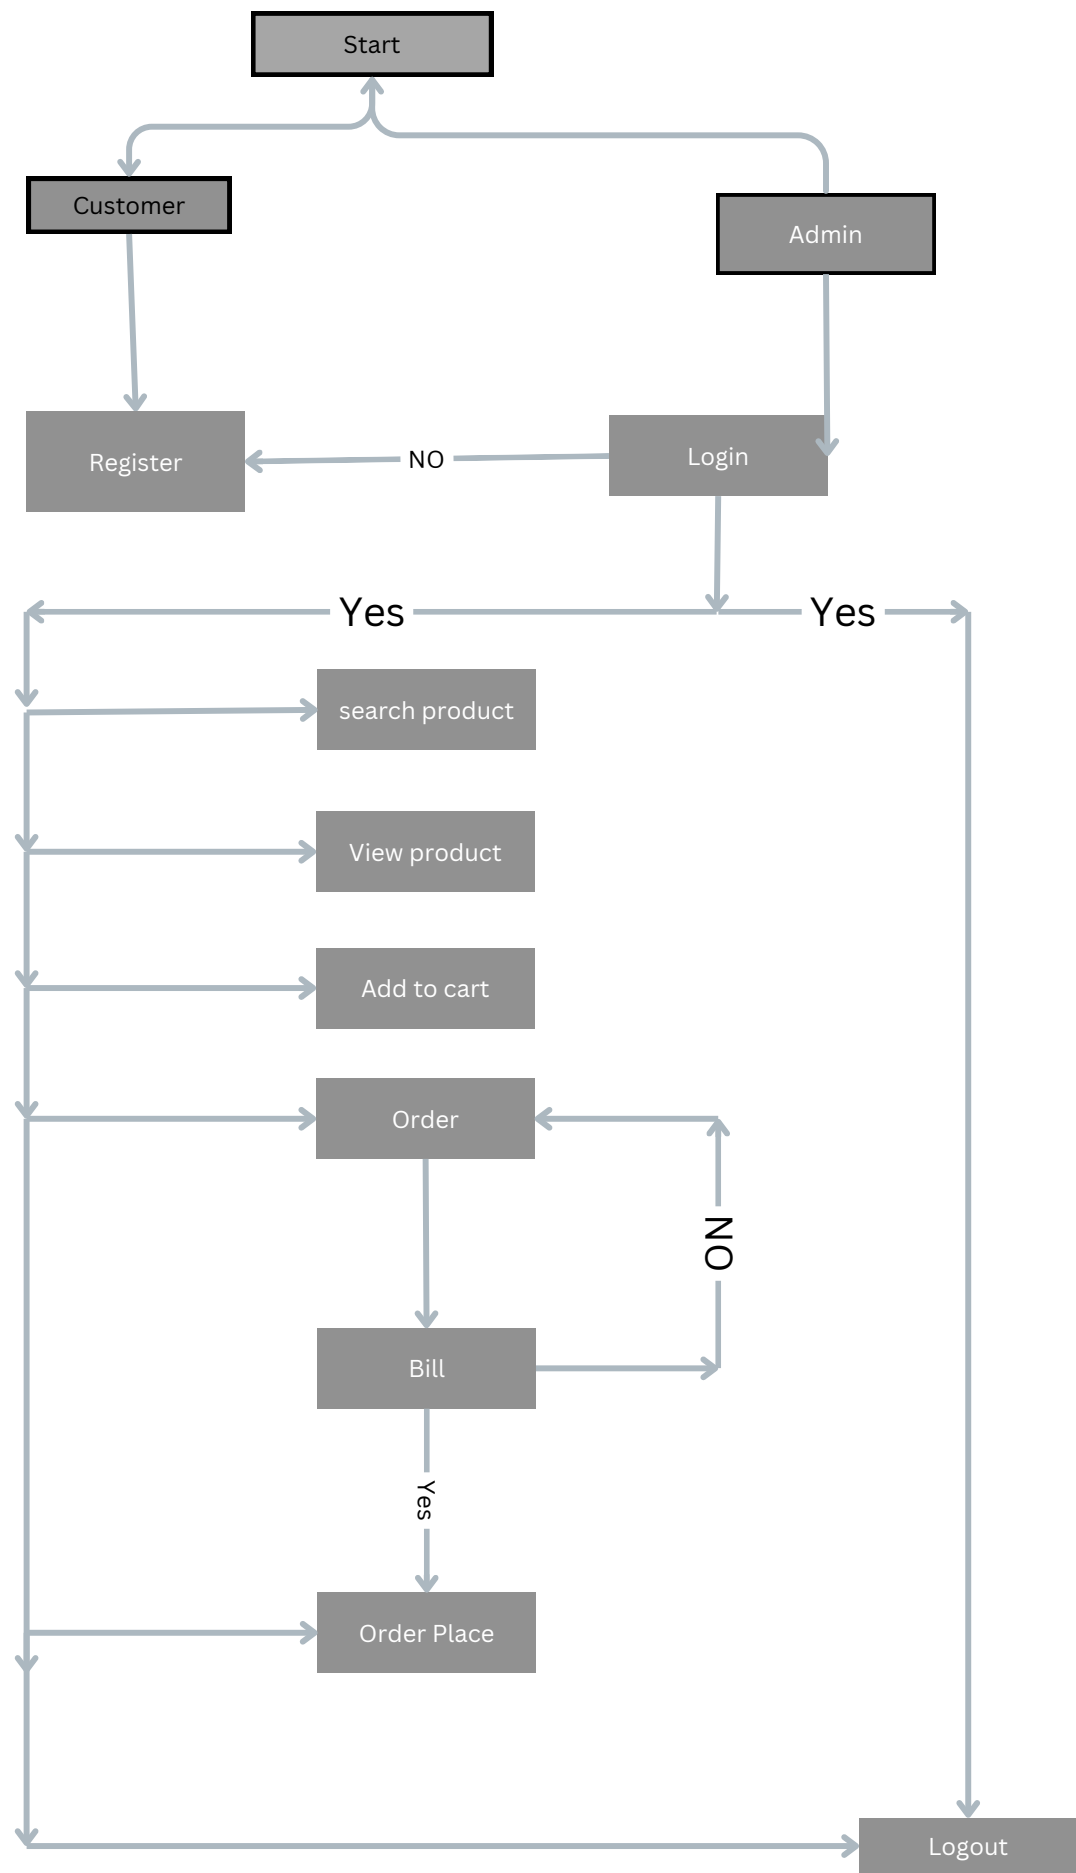 Start
Customer
Admin
Register
NO
Login
Yes
Yes
search product
View product
Add to cart
Order
NO
Bill
Yes
Order Place
Logout